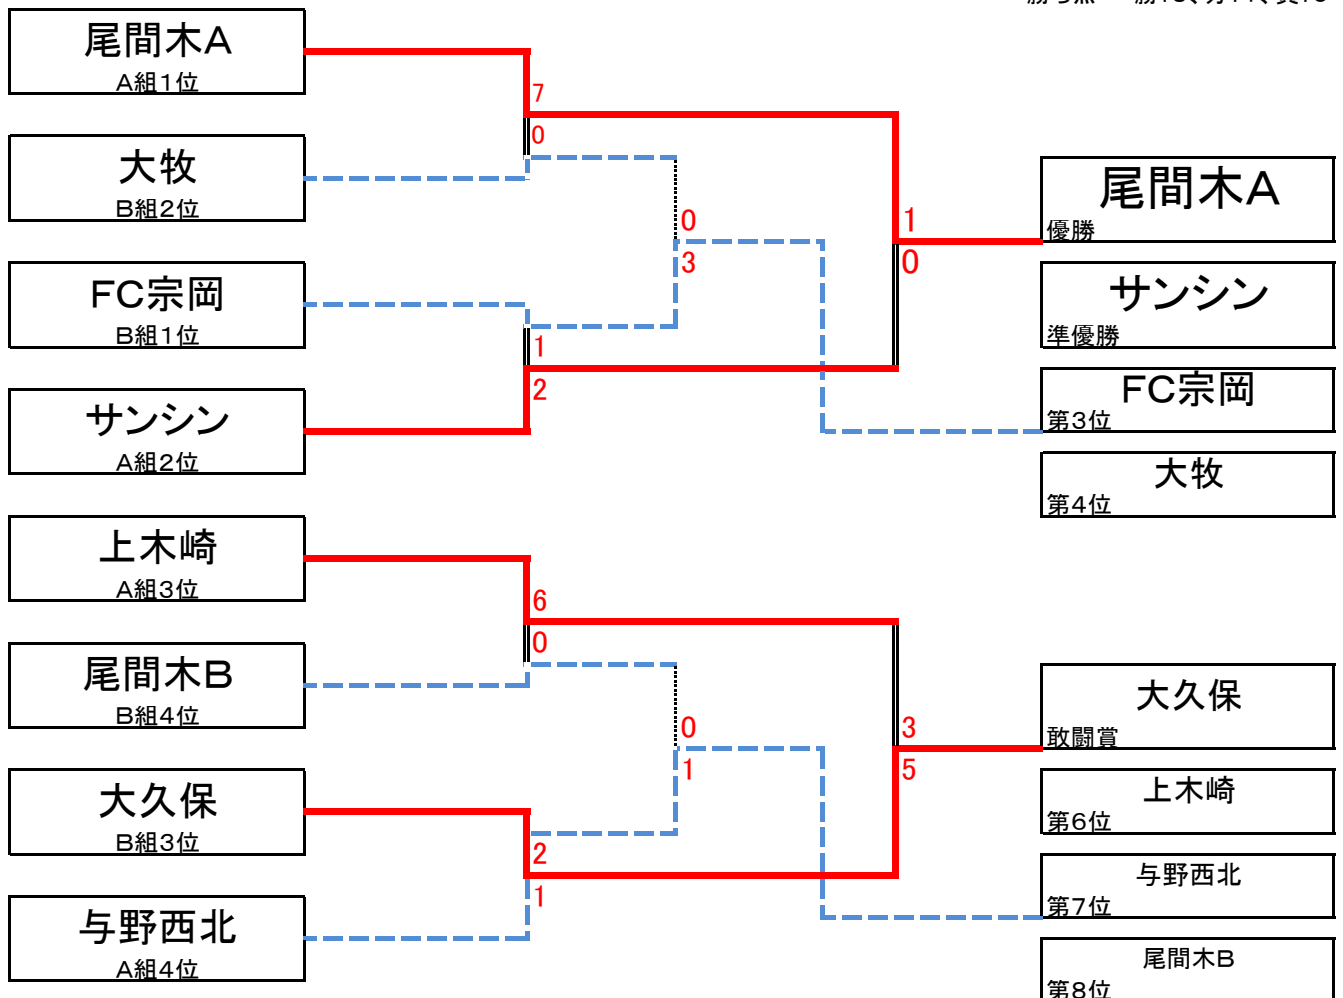 尾間木A
A組1位
7
0
大牧
B組2位
尾間木A
優勝
0
3
1
0
FC宗岡
B組1位
サンシン
準優勝
1
2
サンシン
A組2位
FC宗岡
第3位
大牧
第4位
上木崎
A組3位
6
0
尾間木B
B組4位
大久保
敢闘賞
0
1
3
5
大久保
B組3位
上木崎
第6位
2
1
与野西北
第7位
与野西北
A組4位
尾間木B
第8位